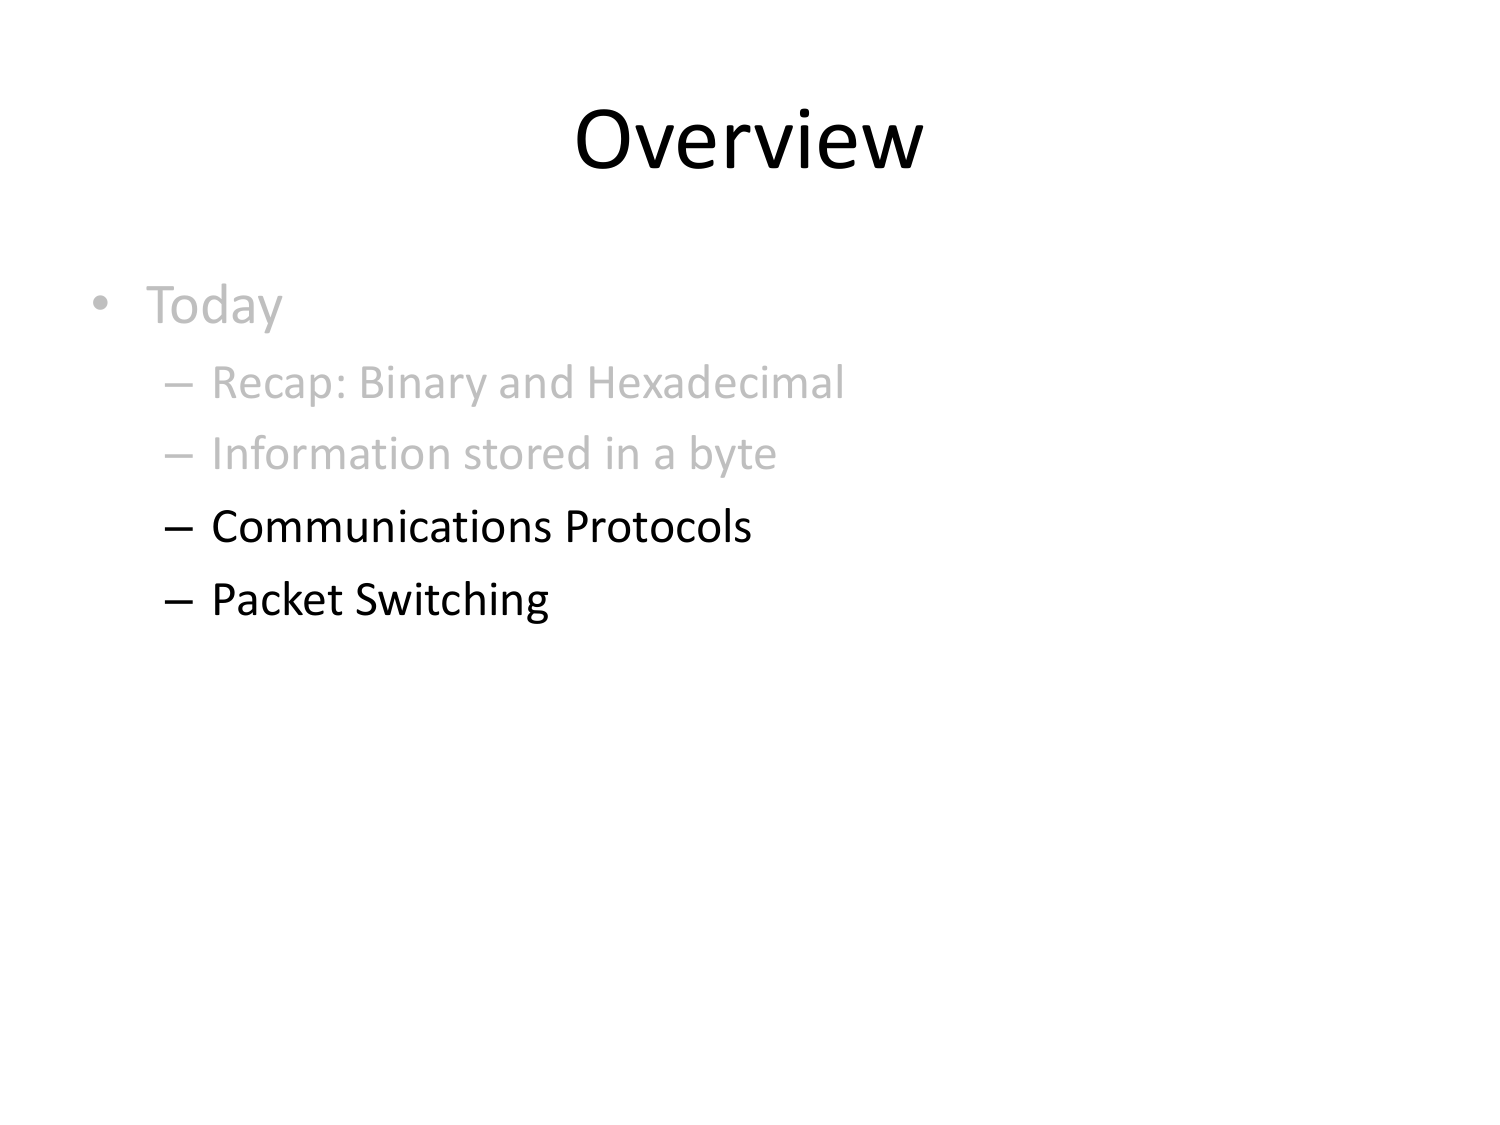 Overview
• Today
– Recap: Binary and Hexadecimal
– Information stored in a byte
– Communications Protocols
– Packet Switching